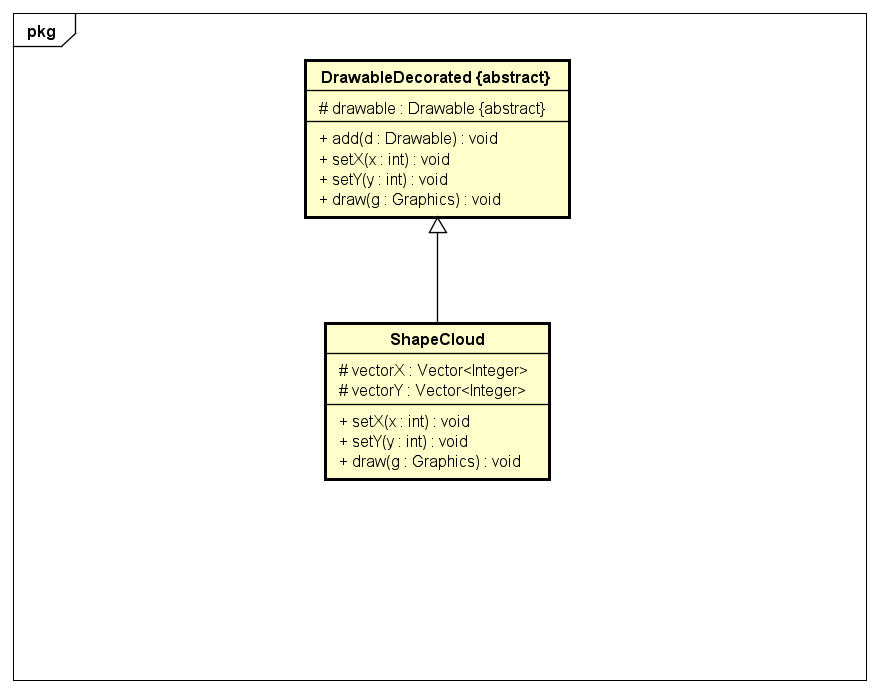 pkg
DrawableDecorated {abstract}
# drawable : Drawable {abstract}
+ add(d : Drawable) : void
+ setX(x : int) : void
+ setY(y : int) : void
+ draw(g : Graphics) : void
ShapeCloud
# vectorX : Vector<Integer>
# vectorY : Vector<Integer>
+ setX(x : int) : void
+ setY(y : int) : void
+ draw(g : Graphics) : void